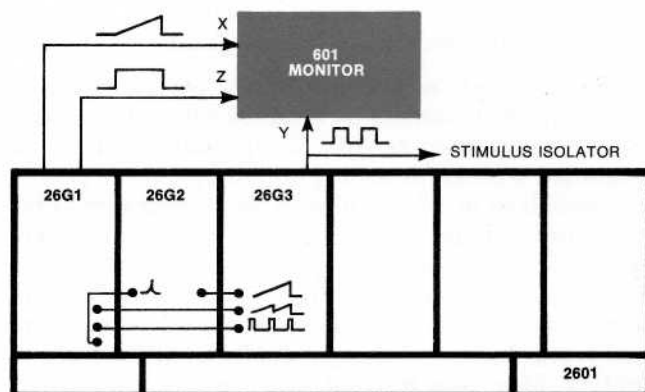 X
601
MONITOR
Z
Y
STIMULUS ISOLATOR
26G1
26G2
26G3
2601